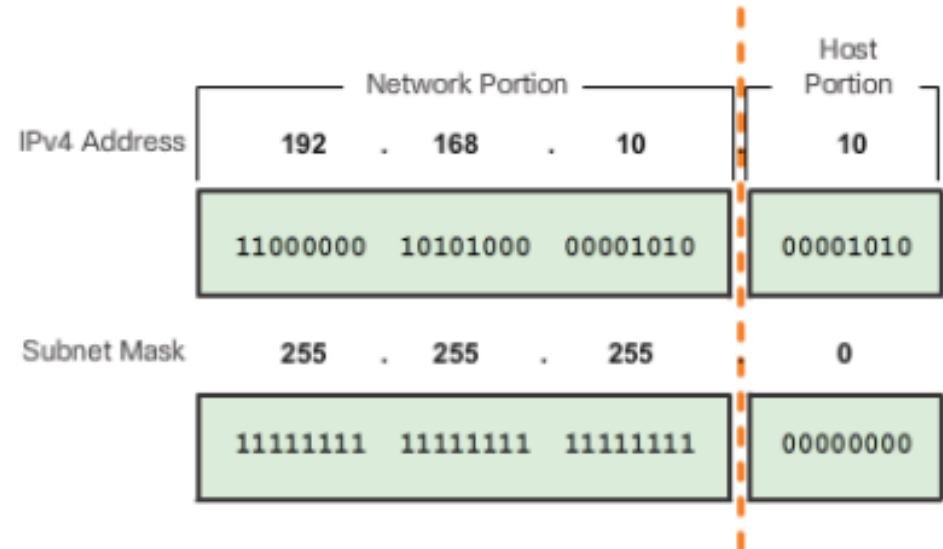 Network Portion
Host
Portion
IPv4 Address 192 . 168 . 10 . 10
11000000 10101000 00001010 00001010
Subnet Mask 255 . 255 . 255 . 0
11111111 11111111 11111111 00000000